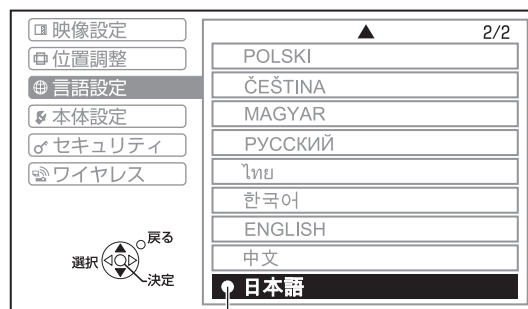 映像設定
位置調整
言語設定
本体設定
セキュリティ
ワイヤレス
戻る
選択
決定
▲ 2/2
POLSKI
ČEŠTINA
MAGYAR
РУССКИЙ
ไทย
한국어
ENGLISH
中文
日本語